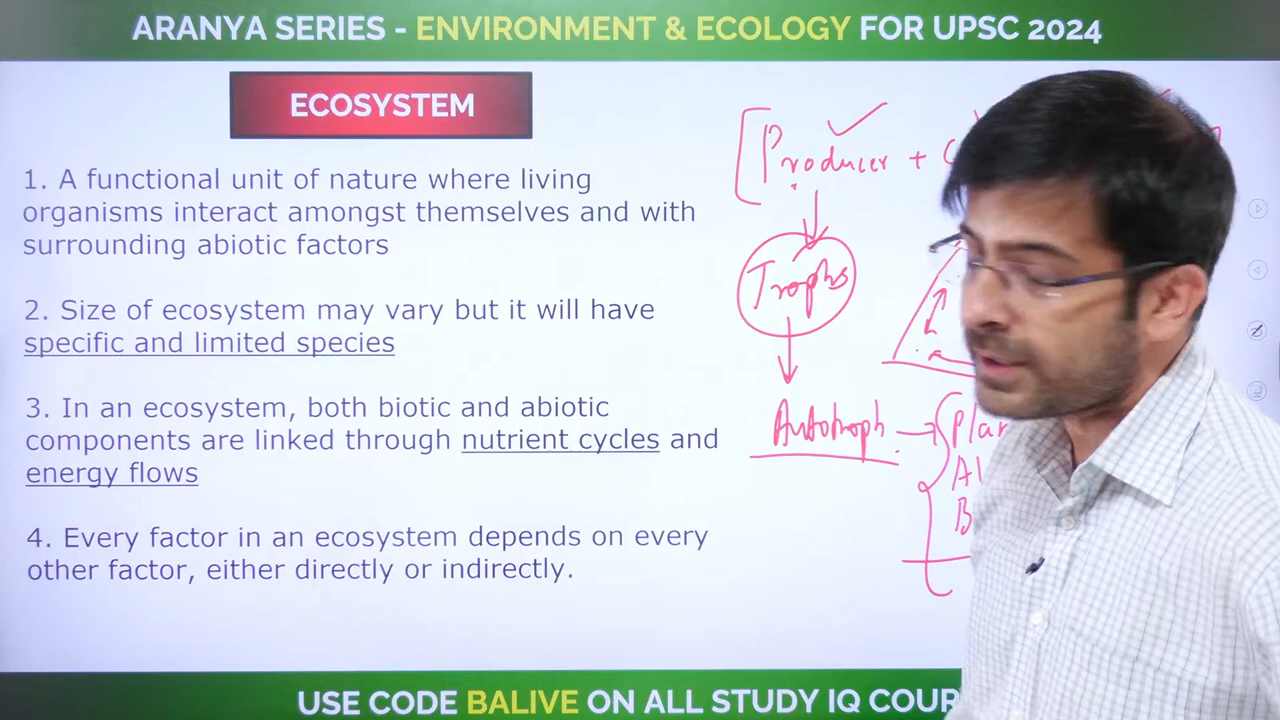 ARANYA SERIES - ENVIRONMENT & ECOLOGY FOR UPSC 2024
ECOSYSTEM
1. A functional unit of nature where living
organisms interact amongst themselves and with
surrounding abiotic factors
2. Size of ecosystem may vary but it will have
specific and limited species
3. In an ecosystem, both biotic and abiotic
components are linked through nutrient cycles and
energy flows
4. Every factor in an ecosystem depends on every
other factor, either directly or indirectly.
Producer +
Trophs
Autotroph
USE CODE BALIVE ON ALL STUDY IQ